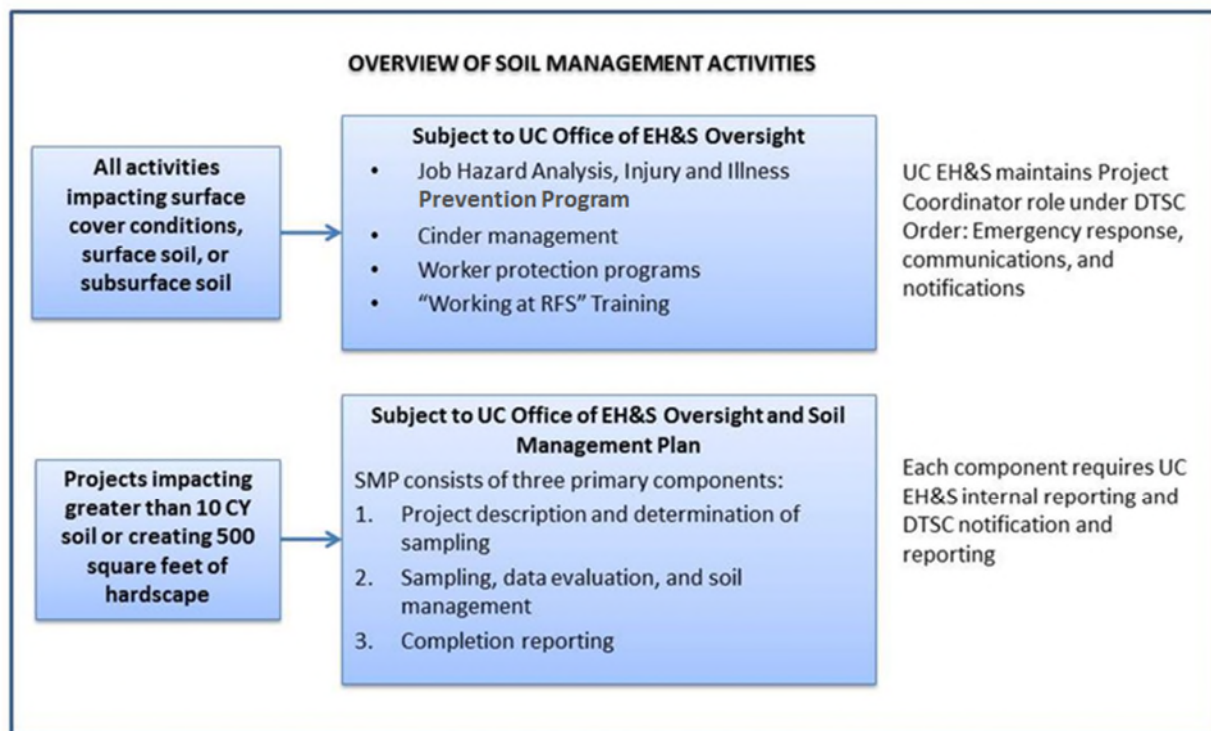 OVERVIEW OF SOIL MANAGEMENT ACTIVITIES
All activities
impacting surface
cover conditions,
surface soil, or
subsurface soil
Subject to UC Office of EH&S Oversight
• Job Hazard Analysis, Injury and Illness
Prevention Program
• Cinder management
• Worker protection programs
• “Working at RFS” Training
UC EH&S maintains Project
Coordinator role under DTSC
Order: Emergency response,
communications, and
notifications
Projects impacting
greater than 10 CY
soil or creating 500
square feet of
hardscape
Subject to UC Office of EH&S Oversight and Soil
Management Plan
SMP consists of three primary components:
1. Project description and determination of
sampling
2. Sampling, data evaluation, and soil
management
3. Completion reporting
Each component requires UC
EH&S internal reporting and
DTSC notification and
reporting